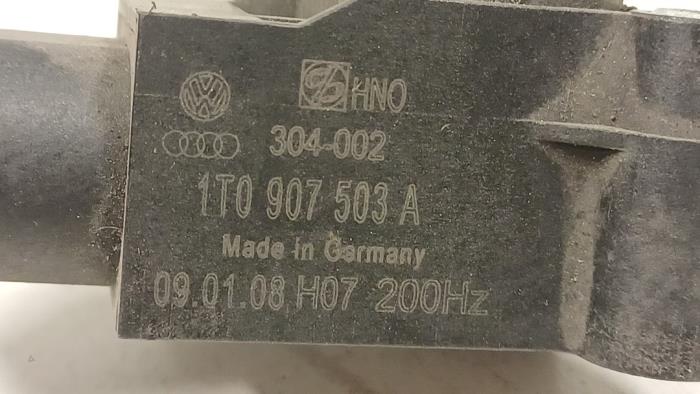 HNO
304-002
1T0 907 503 A
Made in Germany
09.01.08 H07 200Hz